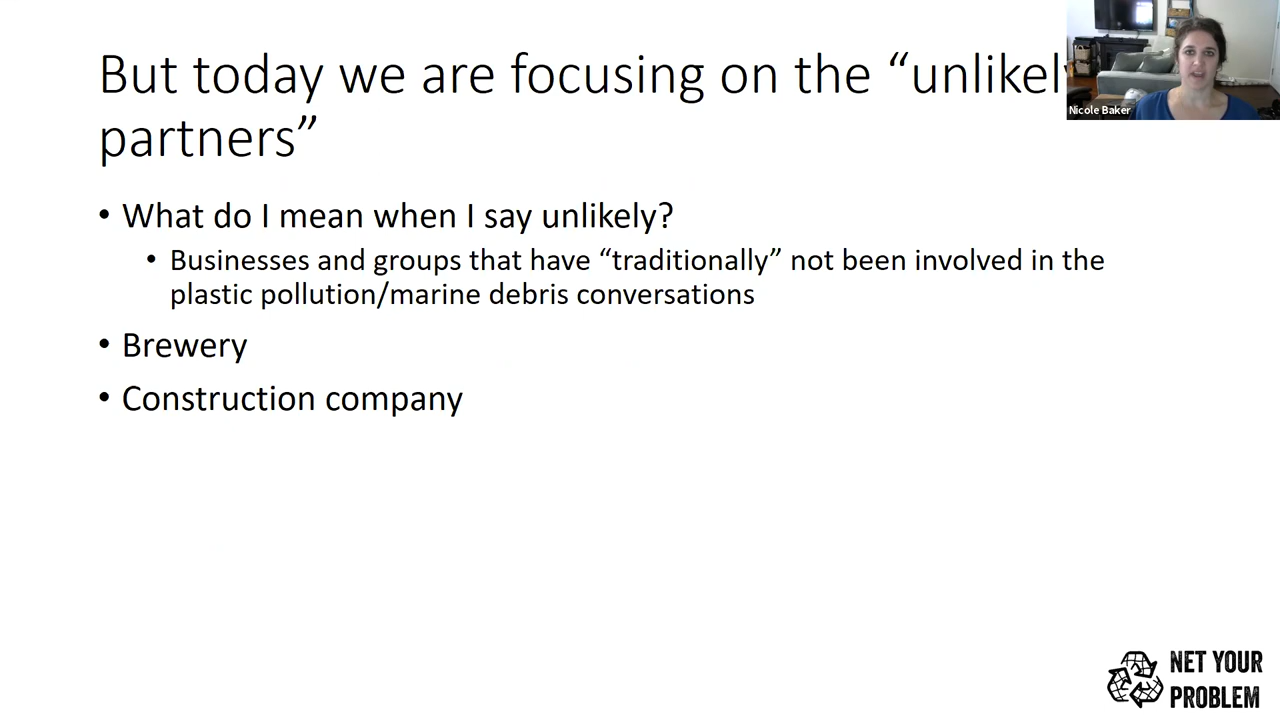 But today we are focusing on the “unlikely
partners”
• What do I mean when I say unlikely?
• Businesses and groups that have “traditionally” not been involved in the
plastic pollution/marine debris conversations
• Brewery
• Construction company
Nicole Baker
NET YOUR
PROBLEM